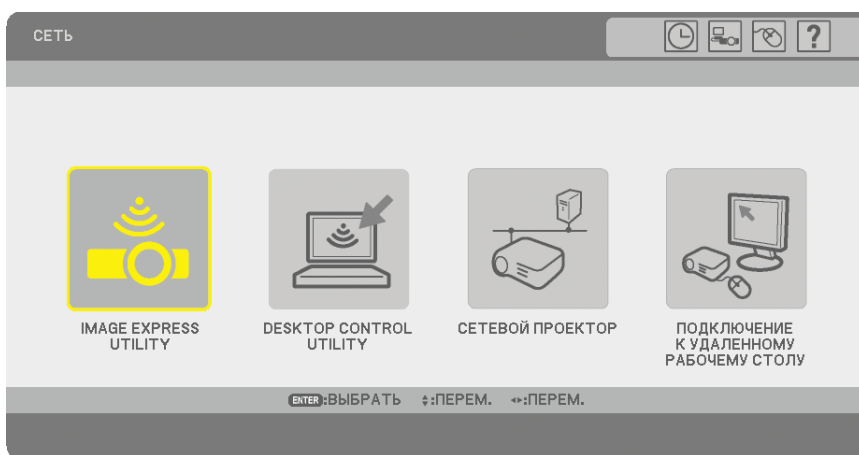 СЕТЬ
?
IMAGE EXPRESS
UTILITY
DESKTOP CONTROL
UTILITY
СЕТЕВОЙ ПРОЕКТОР
ПОДКЛЮЧЕНИЕ
К УДАЛЕННОМУ
РАБОЧЕМУ СТОЛУ
ENTER:ВЫБРАТЬ :ПЕРЕМ. :ПЕРЕМ.